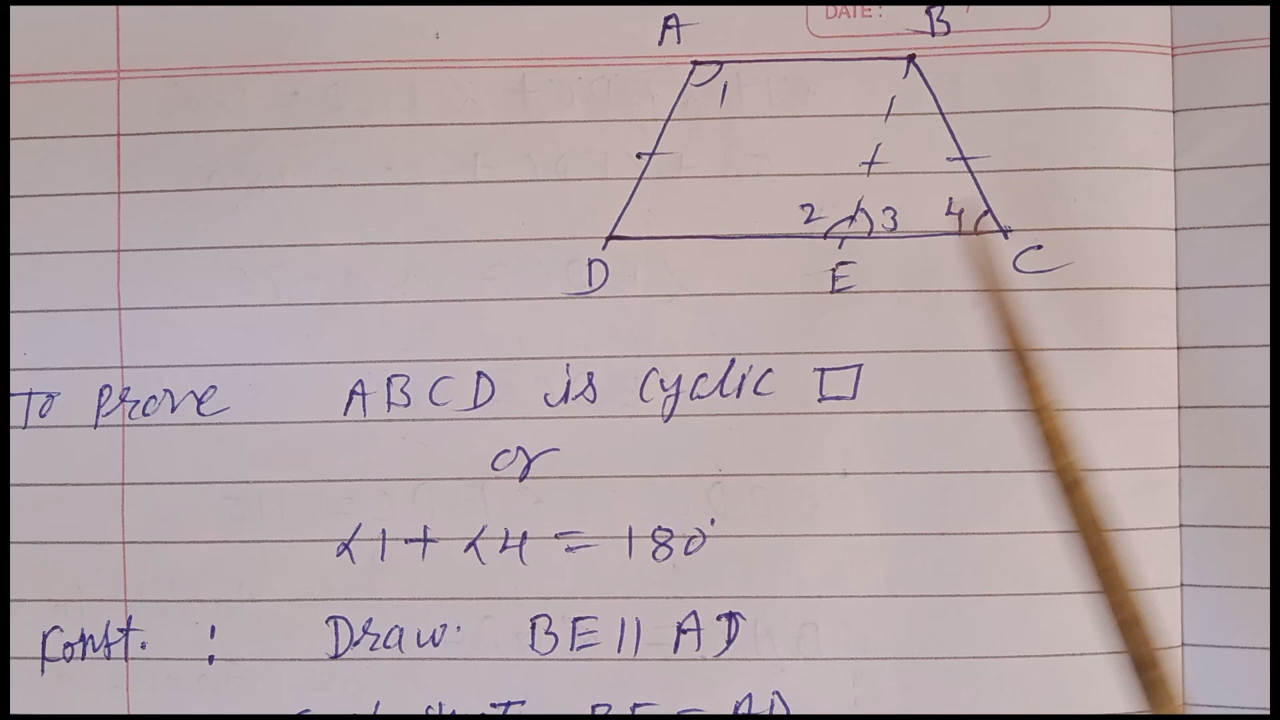 DATE:
A B
1
2 3 4
D E C
To prove ABCD is cyclic □
or
∠1 + ∠4 = 180°
Const. : Draw BE || AD